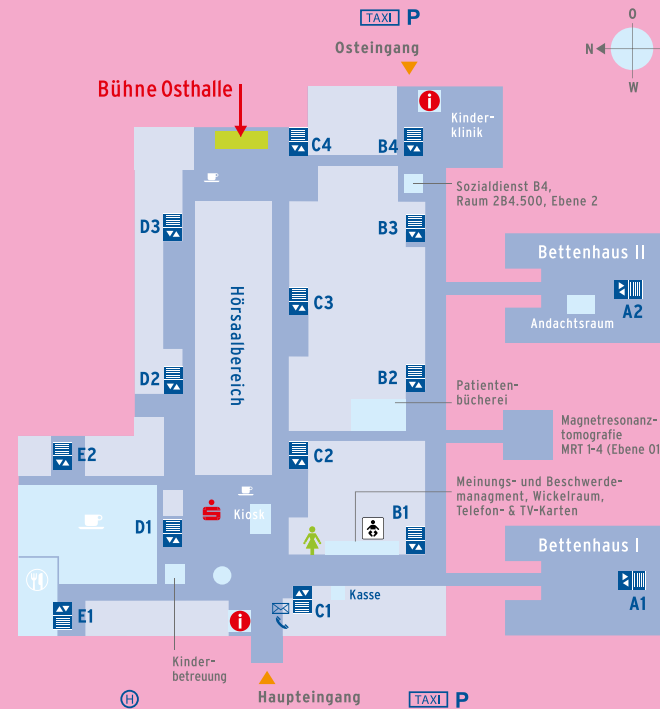 TAXI P
Osteingang
O
N
W
Bühne Osthalle
i
Kinder-
klinik
C4
B4
Sozialdienst B4,
Raum 2B4.500, Ebene 2
D3
B3
Bettenhaus II
A2
Andachtsraum
C3
Hörsaalbereich
D2
B2
Patienten-
bücherei
Magnetresonanz-
tomografie
MRT 1-4 (Ebene 01
E2
C2
Meinungs- und Beschwerde-
managment, Wickelraum,
Telefon- & TV-Karten
Kiosk
D1
B1
Bettenhaus I
A1
E1
i
C1
Kasse
Kinder-
betreuung
H
Haupteingang
TAXI P